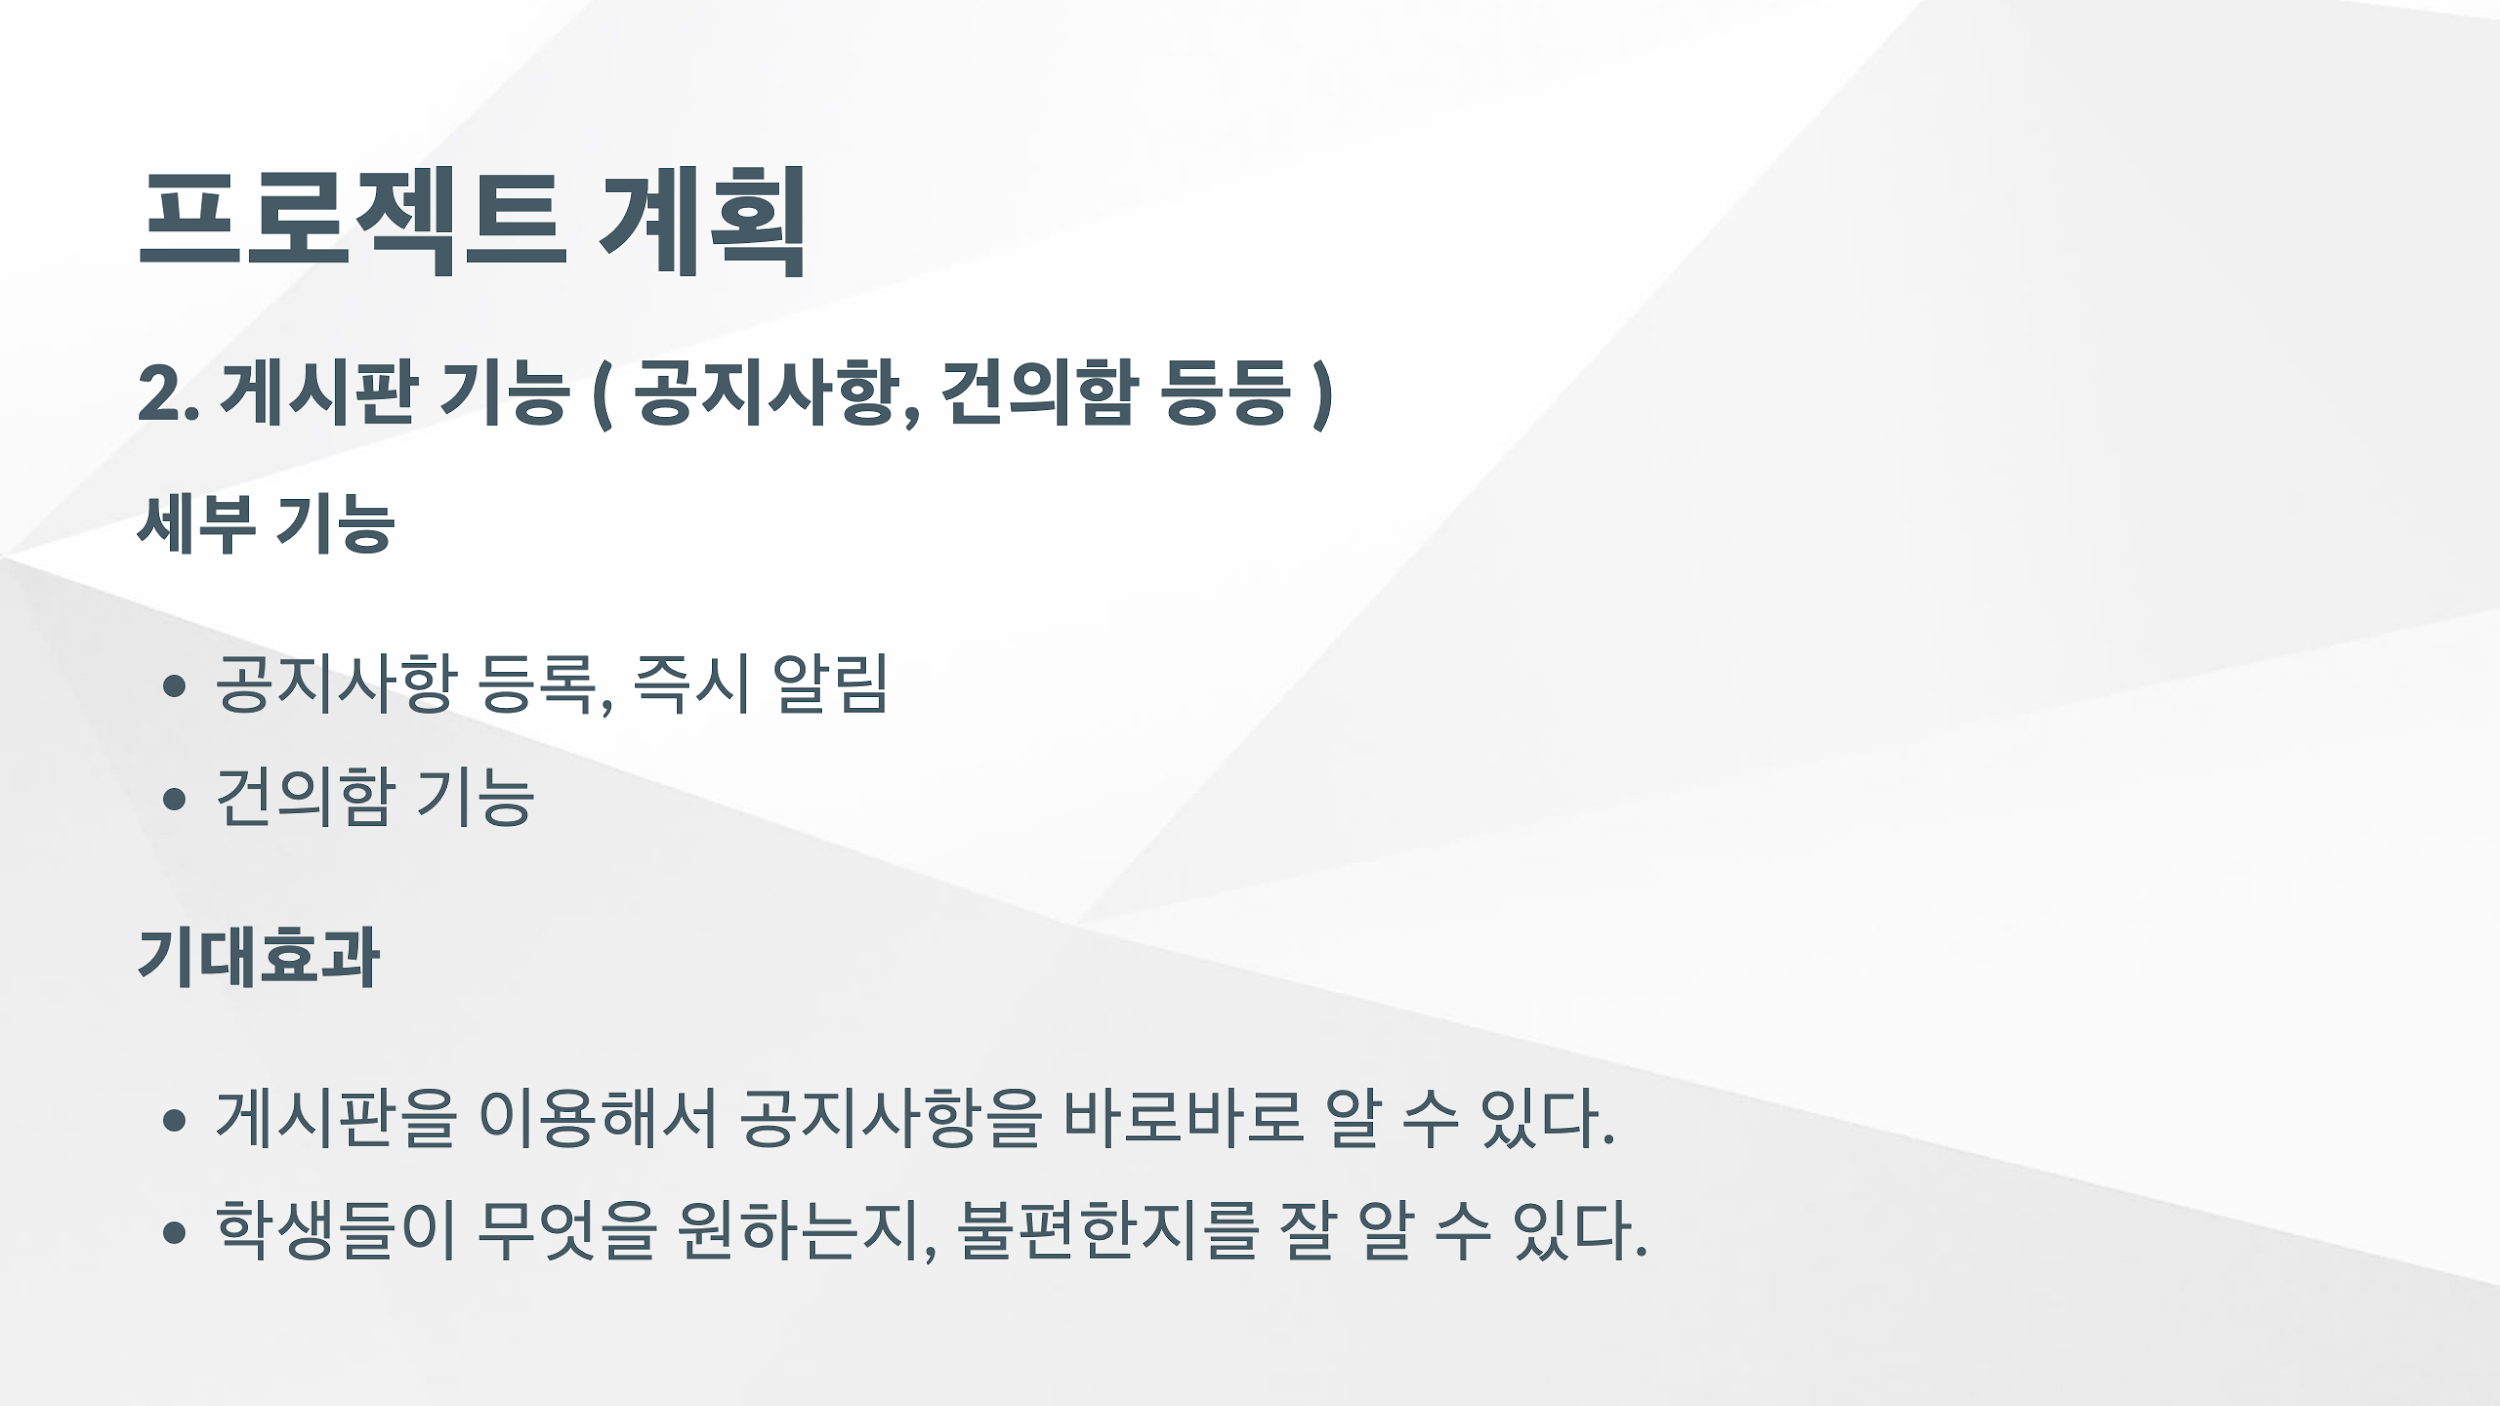 프로젝트 계획
2. 게시판 기능 ( 공지사항, 건의함 등등 )
세부 기능
• 공지사항 등록, 즉시 알림
• 건의함 기능
기대효과
• 게시판을 이용해서 공지사항을 바로바로 알 수 있다.
• 학생들이 무엇을 원하는지, 불편한지를 잘 알 수 있다.